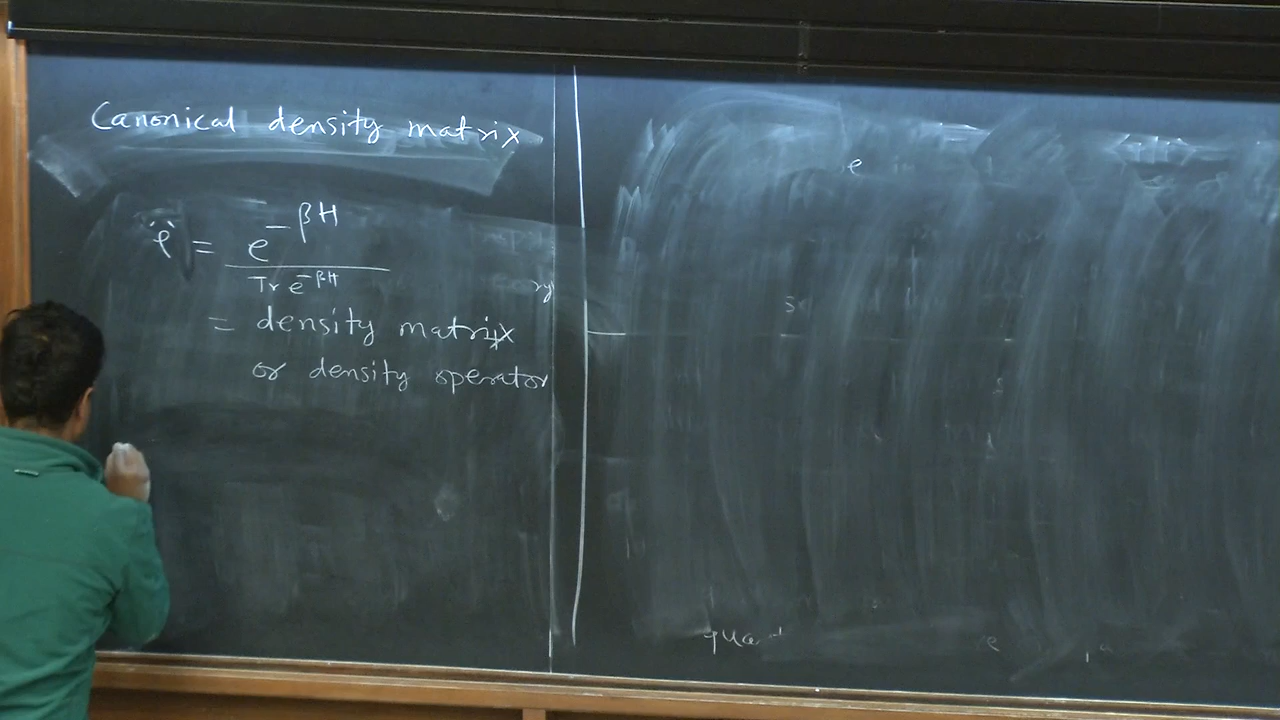 Canonical density matrix
ρ̂ = e^{-βH} / Tr e^{-βH}
= density matrix
or density operator